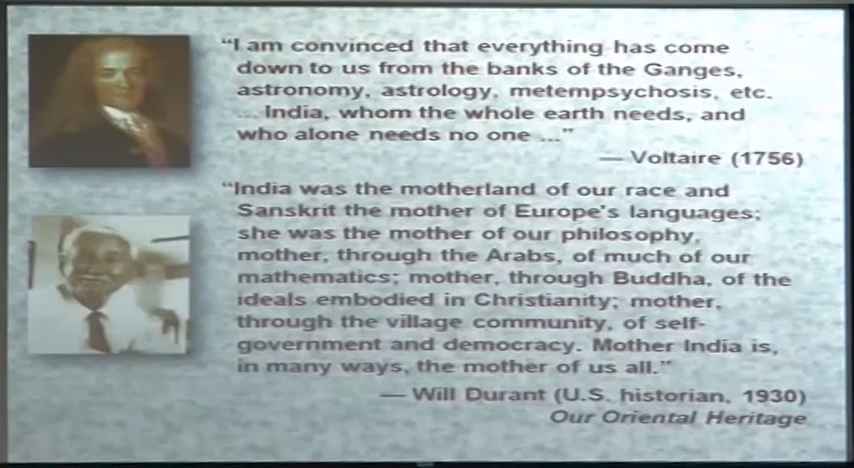 “I am convinced that everything has come
down to us from the banks of the Ganges,
astronomy, astrology, metempsychosis, etc.
... India, whom the whole earth needs, and
who alone needs no one ...”
— Voltaire (1756)
“India was the motherland of our race and
Sanskrit the mother of Europe's languages;
she was the mother of our philosophy,
mother, through the Arabs, of much of our
mathematics; mother, through Buddha, of the
ideals embodied in Christianity; mother,
through the village community, of self-
government and democracy. Mother India is,
in many ways, the mother of us all.”
— Will Durant (U.S. historian, 1930)
Our Oriental Heritage